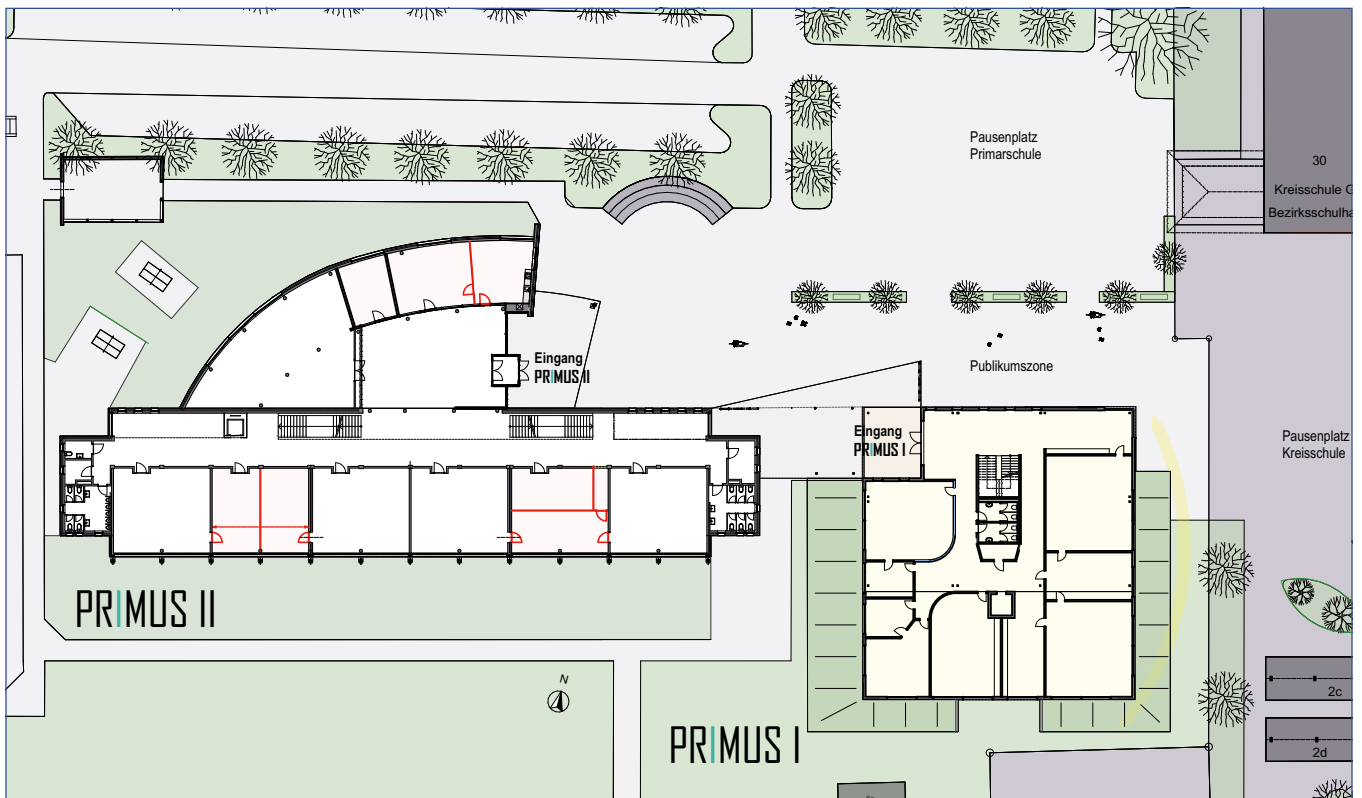 Pausenplatz
Primarschule
30
Kreisschule G
Bezirksschulha
Eingang
PRIMUS II
Publikumszone
Eingang
PRIMUS I
Pausenplatz
Kreisschule
PRIMUS II
N
2c
PRIMUS I
2d